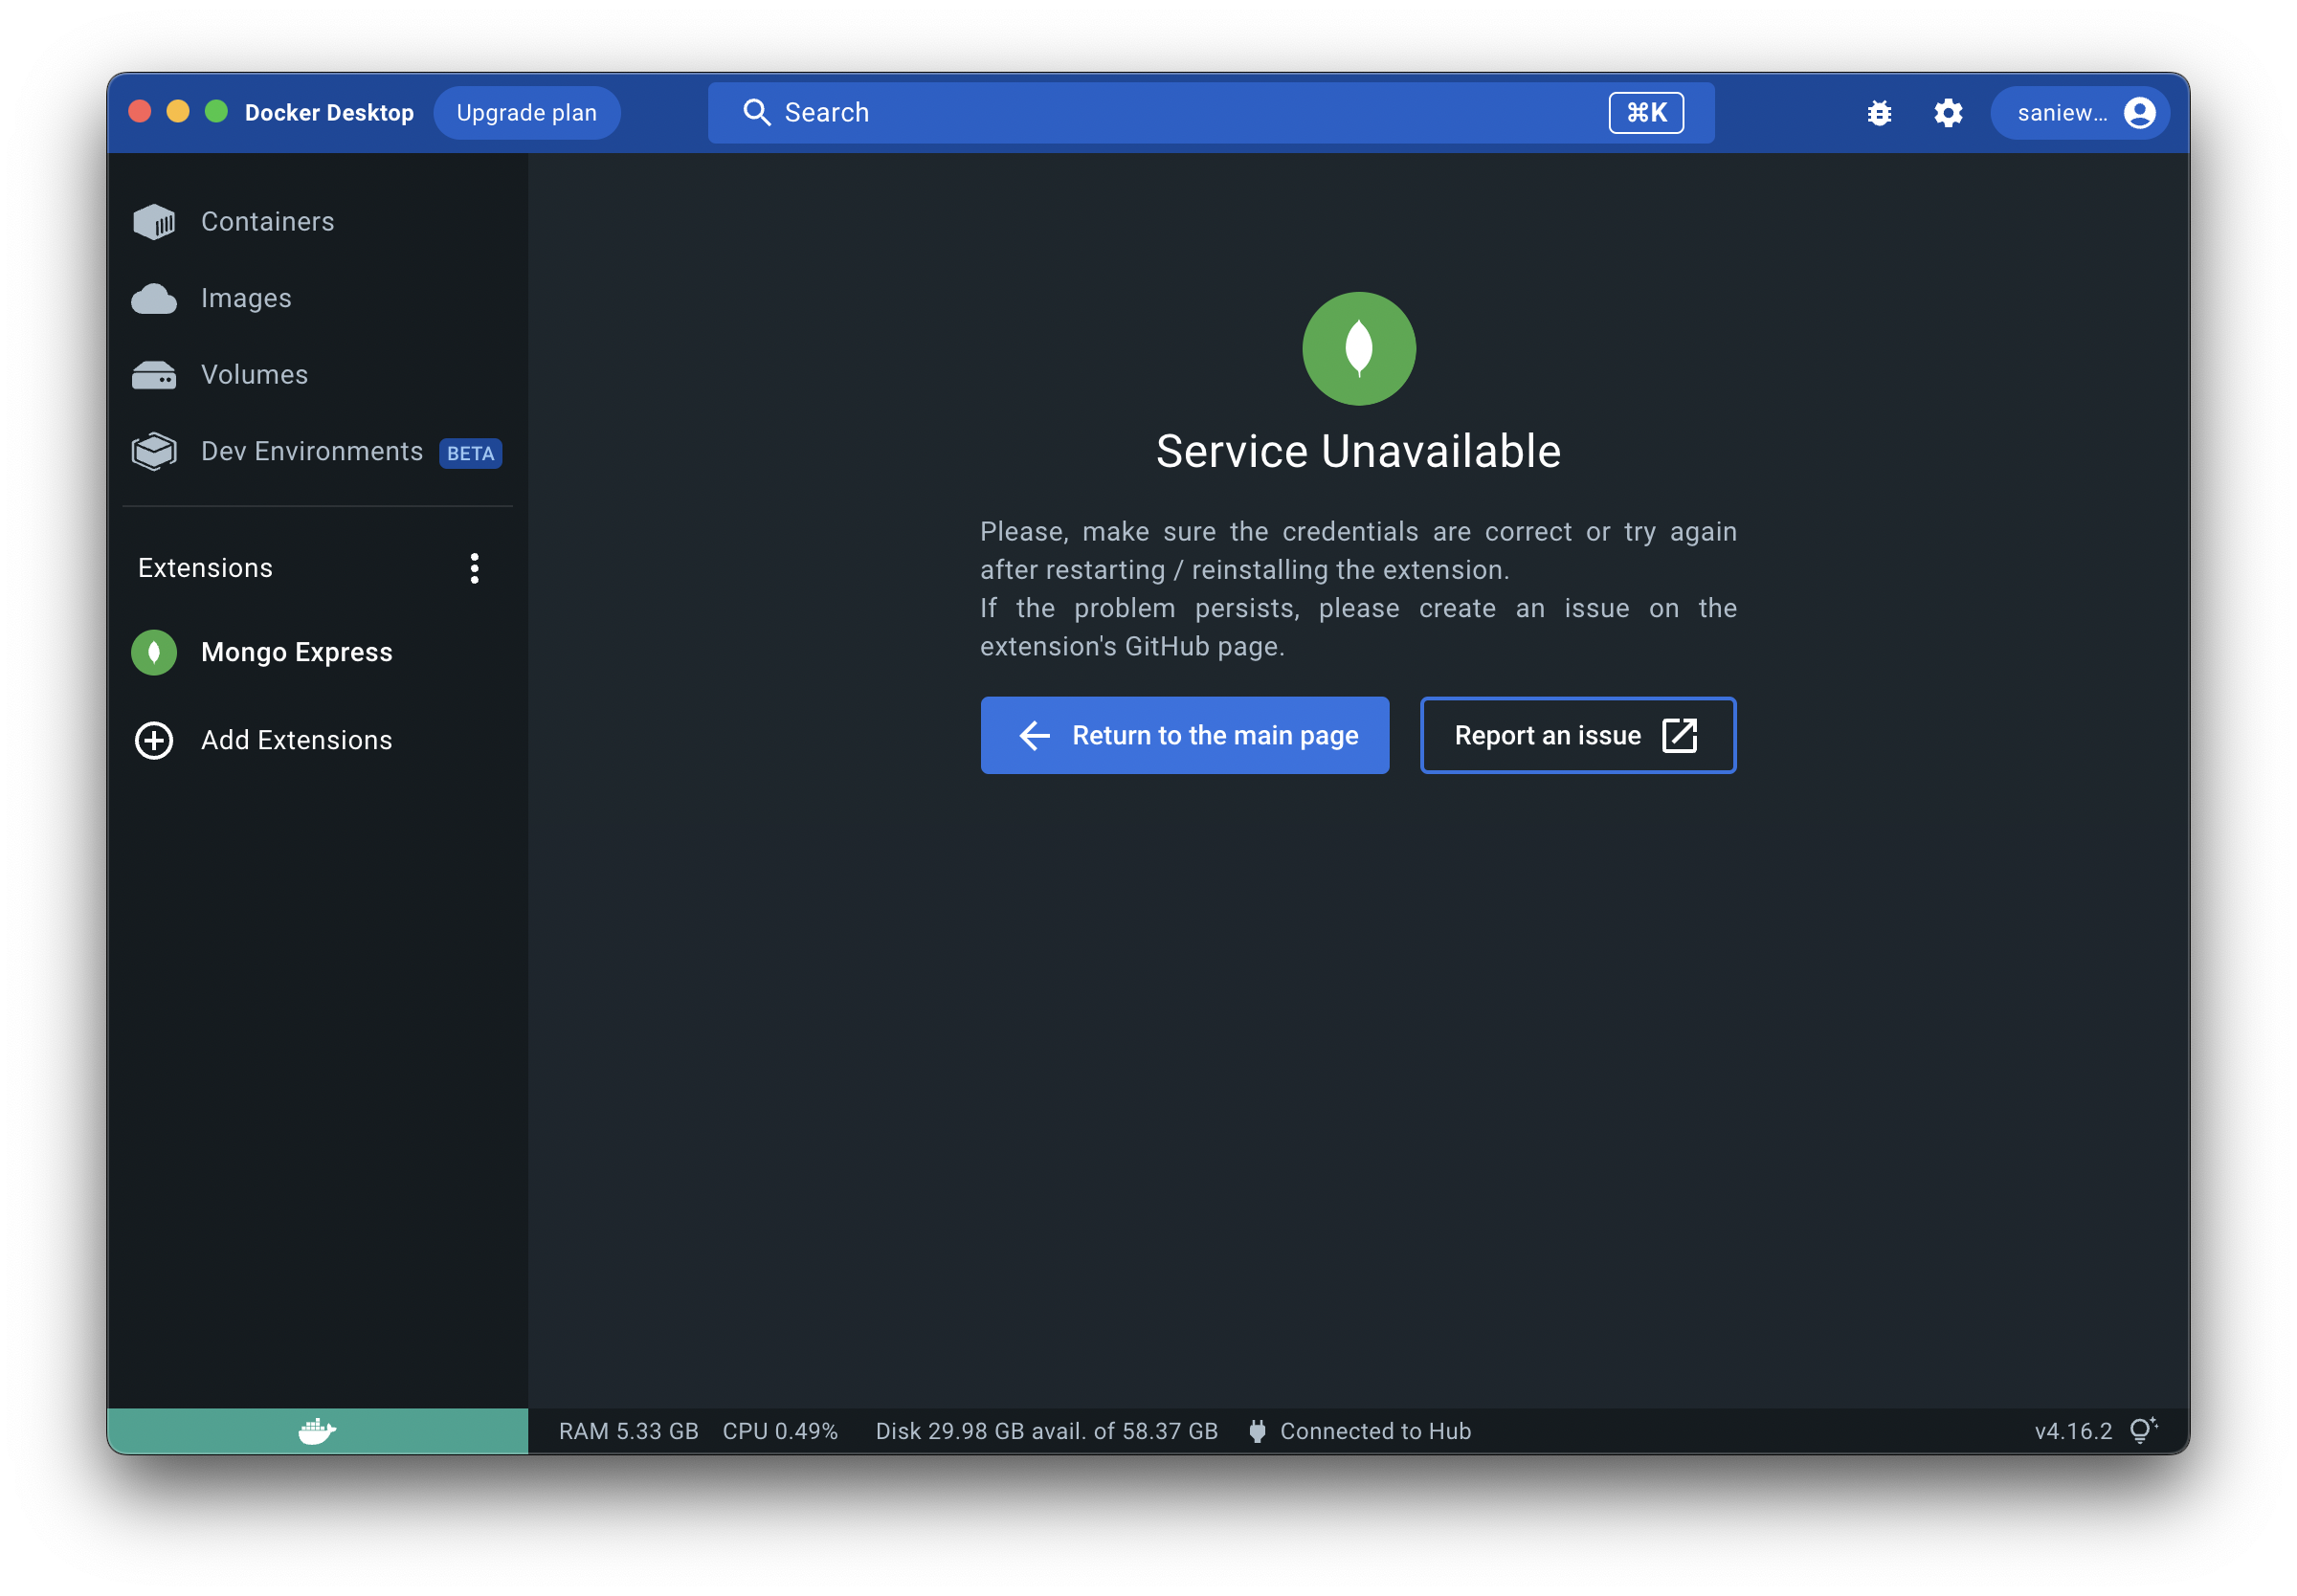 Docker Desktop
Upgrade plan
Search
⌘K
saniew...
Containers
Images
Volumes
Dev Environments BETA
Extensions
Mongo Express
Add Extensions
Service Unavailable
Please, make sure the credentials are correct or try again
after restarting / reinstalling the extension.
If the problem persists, please create an issue on the
extension's GitHub page.
Return to the main page
Report an issue
RAM 5.33 GB CPU 0.49% Disk 29.98 GB avail. of 58.37 GB Connected to Hub
v4.16.2